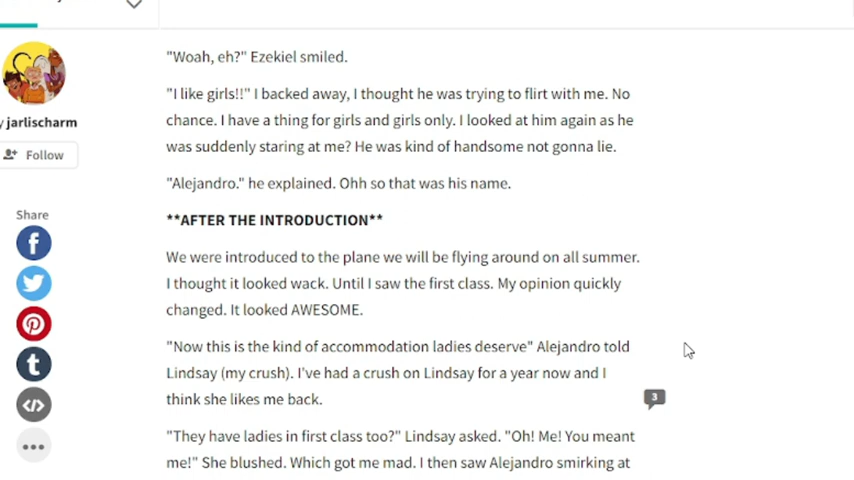 "Woah, eh?" Ezekiel smiled.
"I like girls!!" I backed away, I thought he was trying to flirt with me. No
chance. I have a thing for girls and girls only. I looked at him again as he
was suddenly staring at me? He was kind of handsome not gonna lie.
y jarlischarm
Follow
"Alejandro." he explained. Ohh so that was his name.
Share
**AFTER THE INTRODUCTION**
We were introduced to the plane we will be flying around on all summer.
I thought it looked wack. Until I saw the first class. My opinion quickly
changed. It looked AWESOME.
"Now this is the kind of accommodation ladies deserve" Alejandro told
Lindsay (my crush). I've had a crush on Lindsay for a year now and I
think she likes me back.
3
"They have ladies in first class too?" Lindsay asked. "Oh! Me! You meant
me!" She blushed. Which got me mad. I then saw Alejandro smirking at